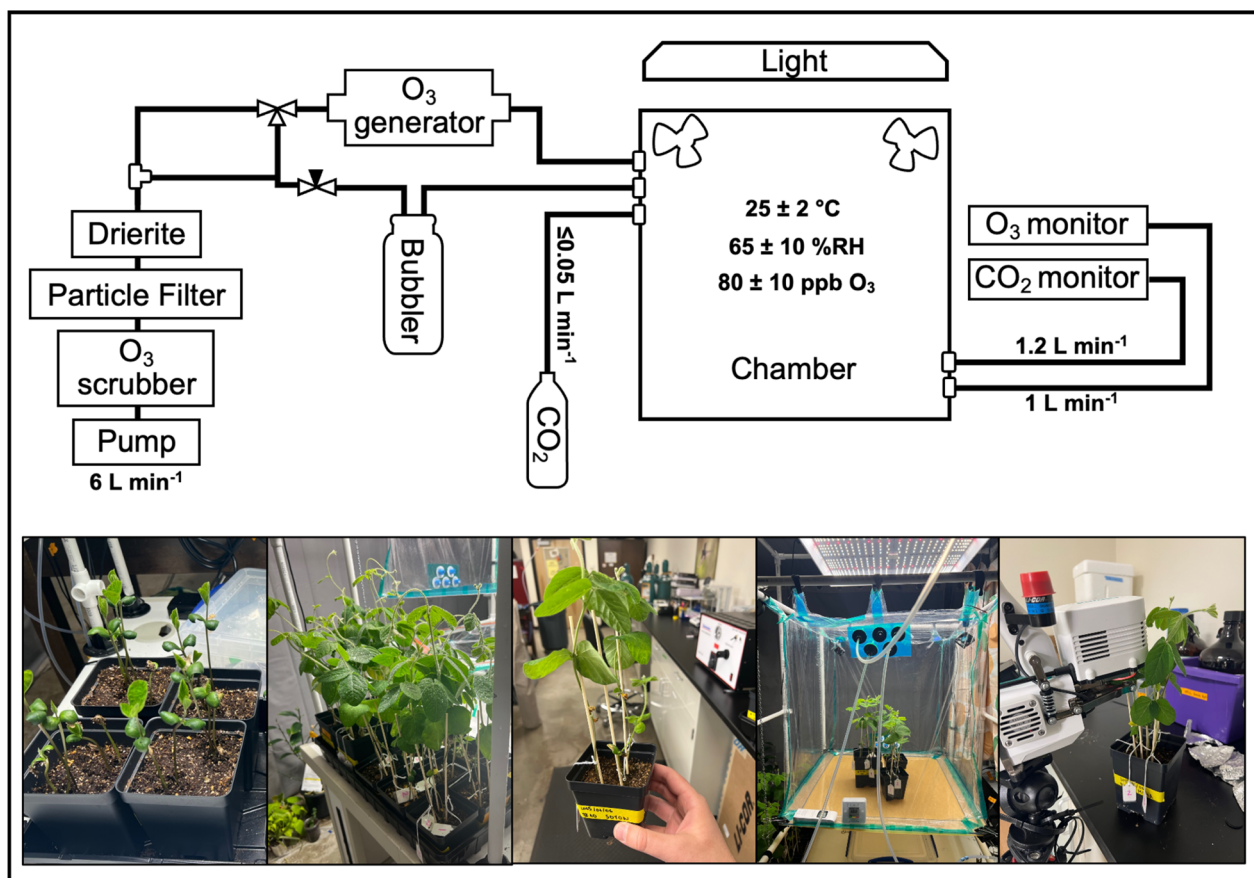 Light
O₃
generator
Drierite
Particle Filter
O₃
scrubber
Pump
6 L min⁻¹
Bubbler
≤0.05 L min⁻¹
CO₂
25 ± 2 °C
65 ± 10 %RH
80 ± 10 ppb O₃
Chamber
O₃ monitor
CO₂ monitor
1.2 L min⁻¹
1 L min⁻¹
LI-COR